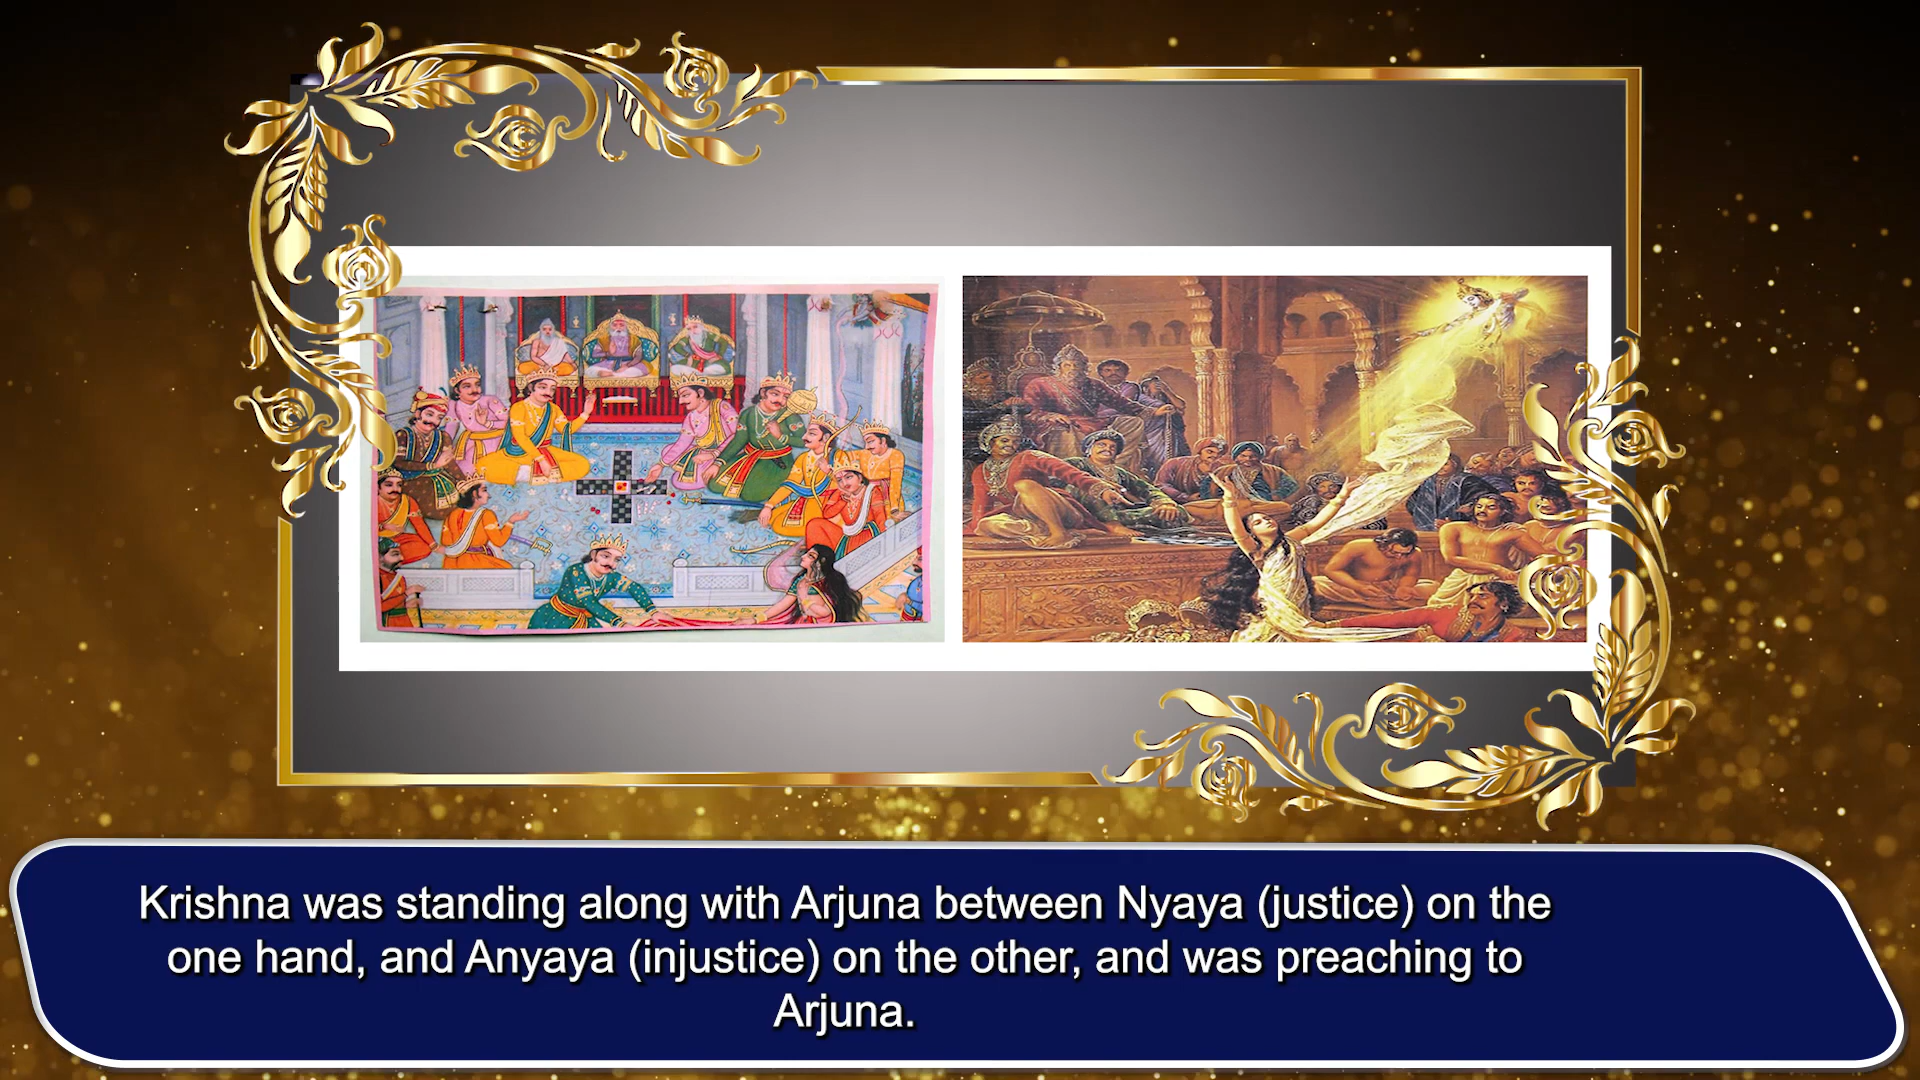 Krishna was standing along with Arjuna between Nyaya (justice) on the
one hand, and Anyaya (injustice) on the other, and was preaching to
Arjuna.